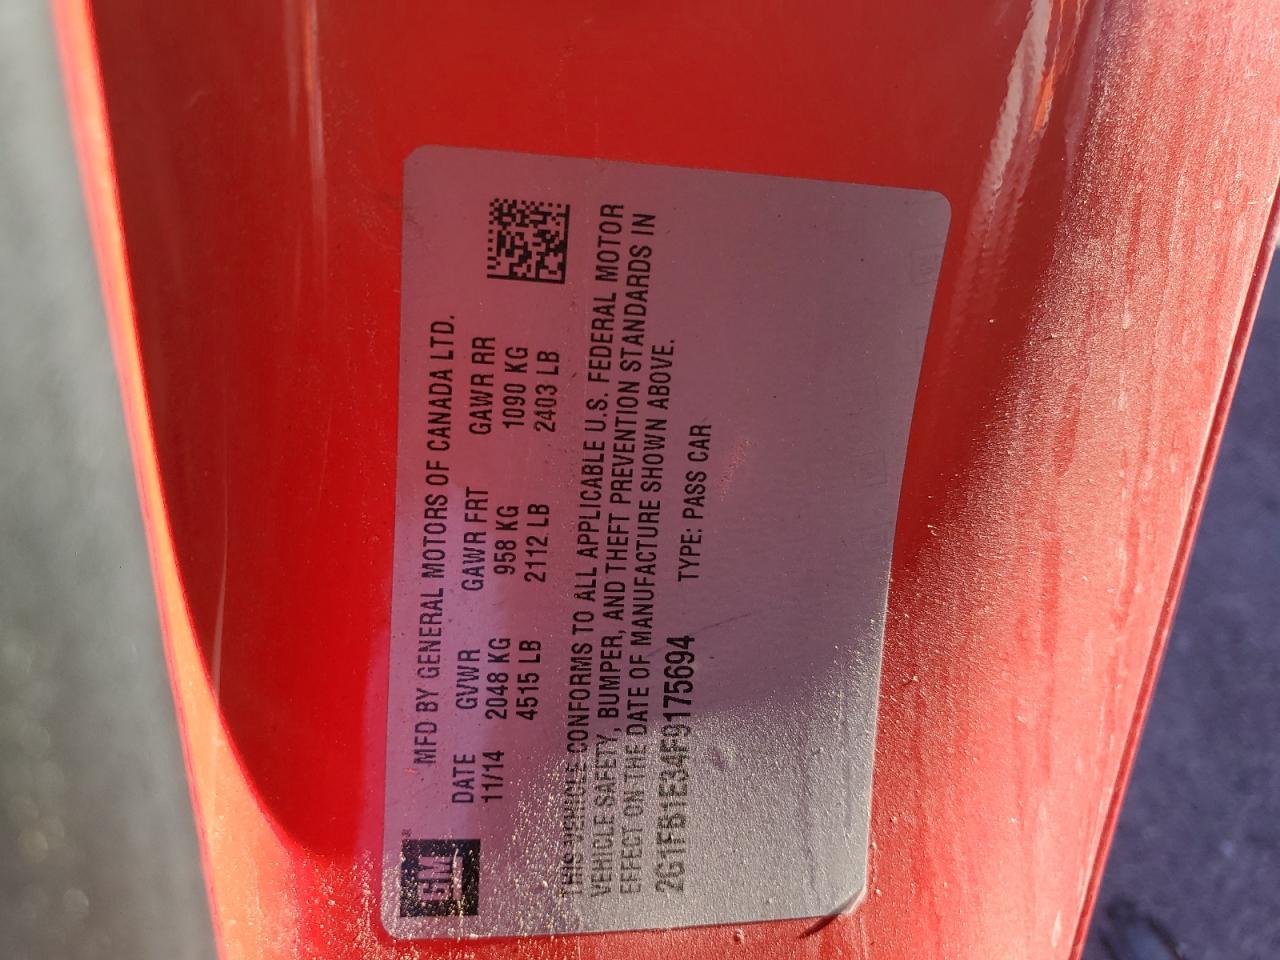 GM
MFD BY GENERAL MOTORS OF CANADA LTD.
DATE GVWR GAWR FRT GAWR RR
11/14 2048 KG 958 KG 1090 KG
4515 LB 2112 LB 2403 LB
THIS VEHICLE CONFORMS TO ALL APPLICABLE U.S. FEDERAL MOTOR
VEHICLE SAFETY, BUMPER, AND THEFT PREVENTION STANDARDS IN
EFFECT ON THE DATE OF MANUFACTURE SHOWN ABOVE.
2G1FB1E34F9175694 TYPE: PASS CAR